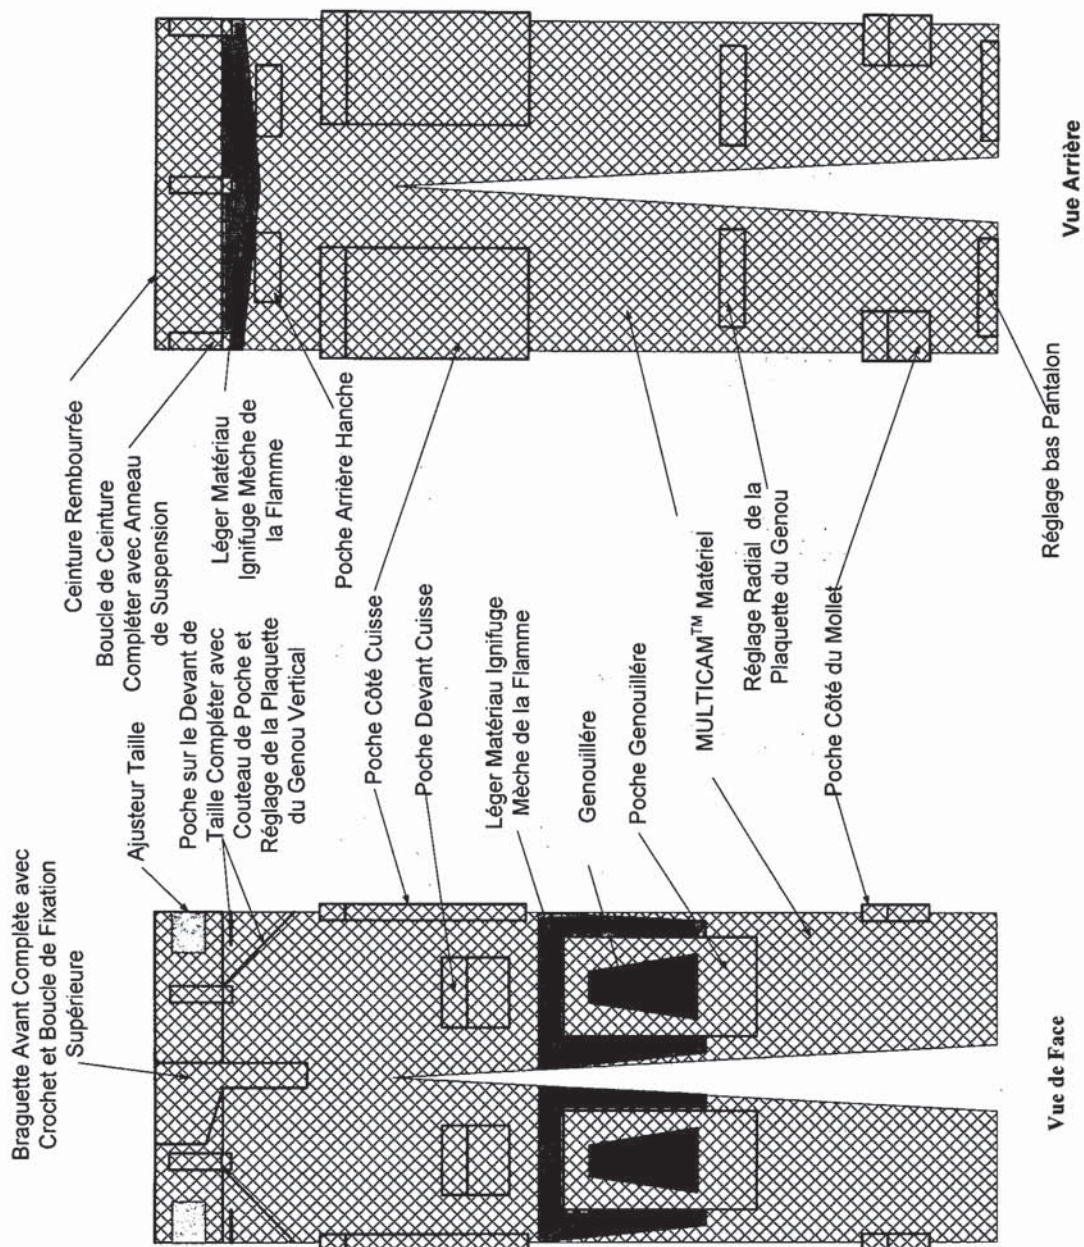 Braguette Avant Complète avec
Crochet et Boucle de Fixation
Supérieure
Ajusteur Taille
Poche sur le Devant de
Taille Compléter avec
Couteau de Poche et
Réglage de la Plaquette
du Genou Vertical
Poche Côté Cuisse
Poche Devant Cuisse
Léger Matériau Ignifuge
Mèche de la Flamme
Genouillére
Poche Genouillére
MULTICAM™ Matériel
Poche Côté du Mollet
Vue de Face
Ceinture Rembourrée
Boucle de Ceinture
Compléter avec Anneau
de Suspension
Léger Matériau
Ignifuge Mèche de
la Flamme
Poche Arrière Hanche
Réglage Radial de la
Plaquette du Genou
Réglage bas Pantalon
Vue Arrière